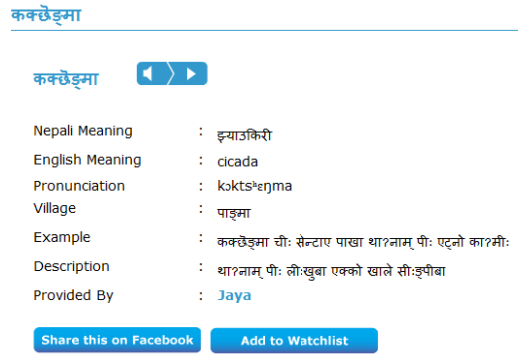 कक्छेङ्मा
कक्छेङ्मा
Nepali Meaning : झ्याउकिरी
English Meaning : cicada
Pronunciation : kɔktsʰɛŋma
Village : पाङ्मा
Example : कक्छेङ्मा चीः सेन्टाए पाखा थाʔनाम् पीः एट्नो काʔमीः
Description : थाʔनाम् पीः लीःखुबा एक्को खाले सीःङ्पीबा
Provided By : Jaya
Share this on Facebook Add to Watchlist